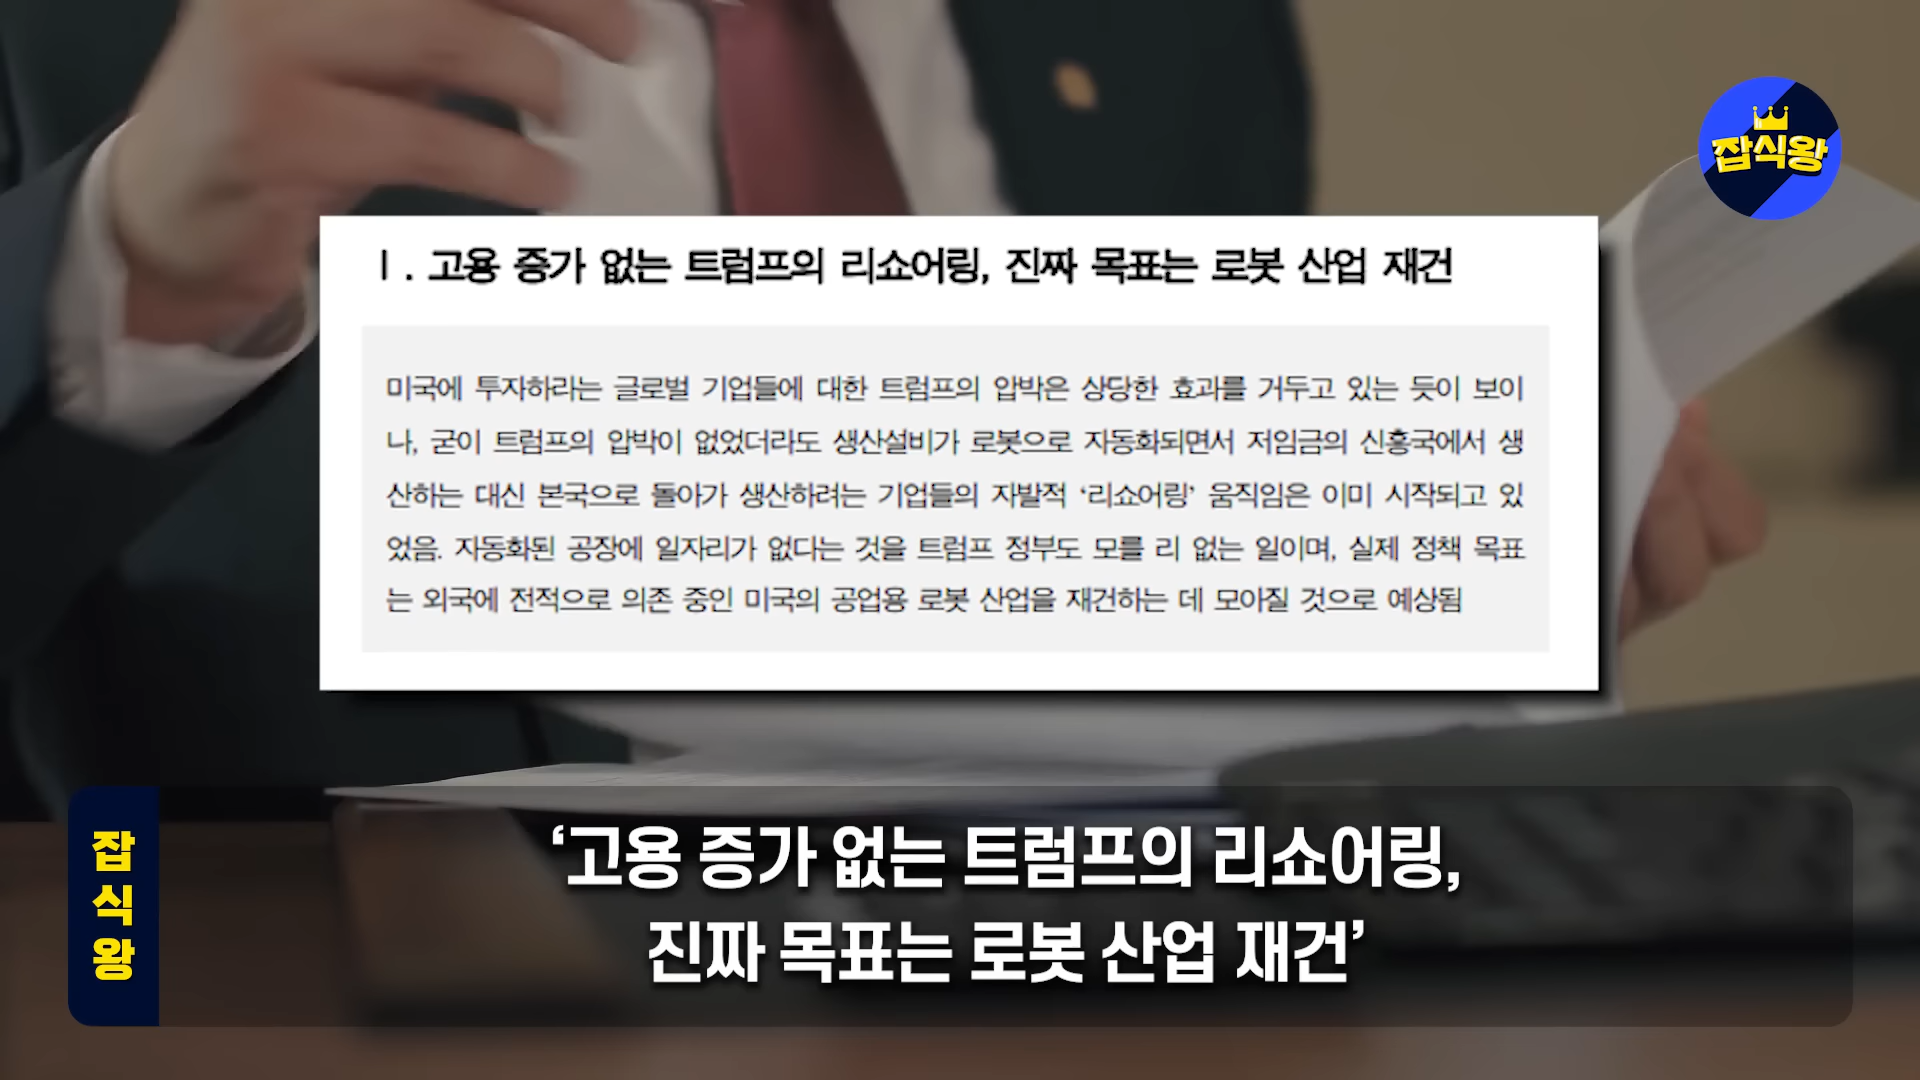 잡식왕
Ⅰ. 고용 증가 없는 트럼프의 리쇼어링, 진짜 목표는 로봇 산업 재건
미국에 투자하라는 글로벌 기업들에 대한 트럼프의 압박은 상당한 효과를 거두고 있는 듯이 보이
나, 굳이 트럼프의 압박이 없었더라도 생산설비가 로봇으로 자동화되면서 저임금의 신흥국에서 생
산하는 대신 본국으로 돌아가 생산하려는 기업들의 자발적 ‘리쇼어링’ 움직임은 이미 시작되고 있
었음. 자동화된 공장에 일자리가 없다는 것을 트럼프 정부도 모를 리 없는 일이며, 실제 정책 목표
는 외국에 전적으로 의존 중인 미국의 공업용 로봇 산업을 재건하는 데 모아질 것으로 예상됨
잡식왕
‘고용 증가 없는 트럼프의 리쇼어링,
진짜 목표는 로봇 산업 재건’